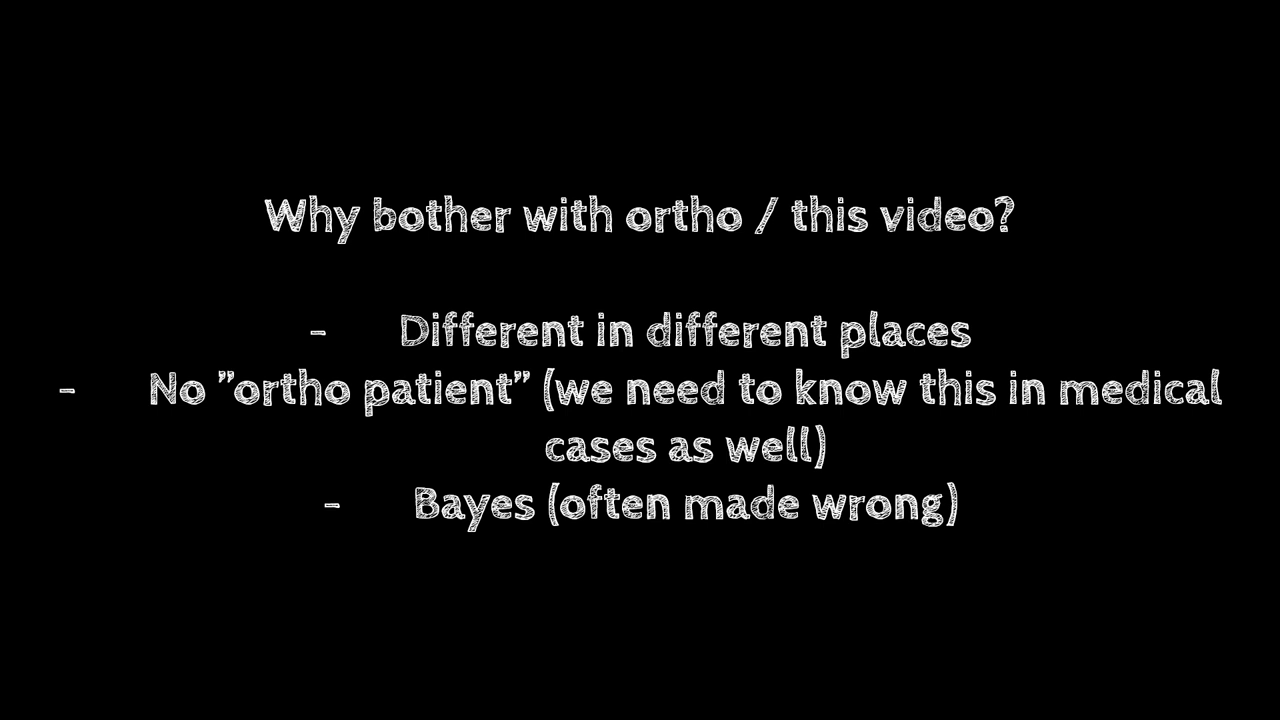 Why bother with ortho / this video?
- Different in different places
- No ”ortho patient” (we need to know this in medical
cases as well)
- Bayes (often made wrong)